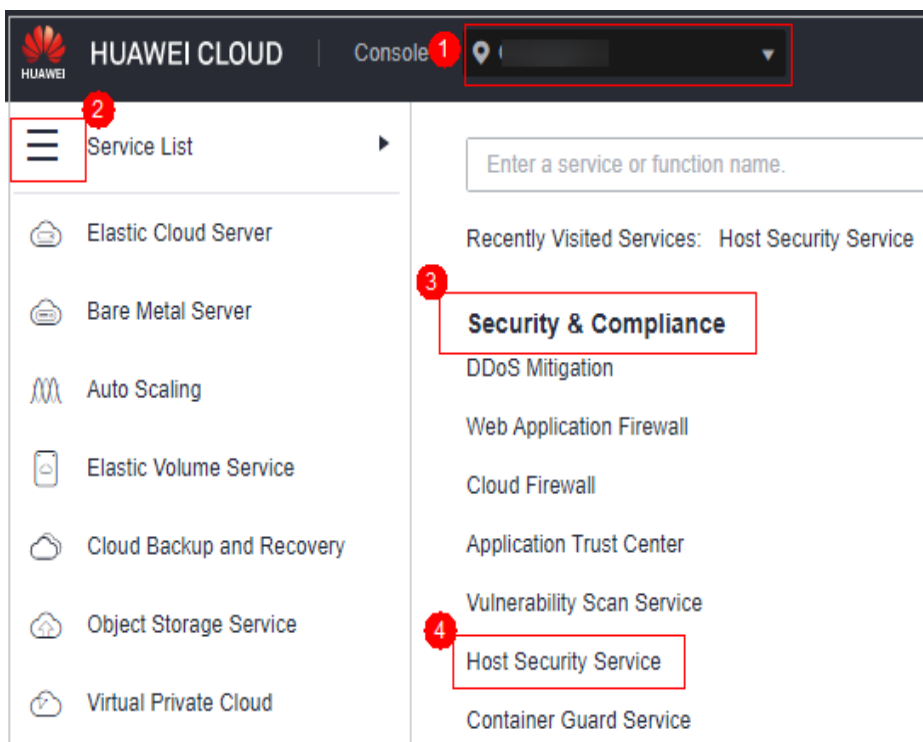 HUAWEI
HUAWEI CLOUD
Console
1
2
Service List
Elastic Cloud Server
Bare Metal Server
Auto Scaling
Elastic Volume Service
Cloud Backup and Recovery
Object Storage Service
Virtual Private Cloud
Enter a service or function name.
Recently Visited Services: Host Security Service
3
Security & Compliance
DDoS Mitigation
Web Application Firewall
Cloud Firewall
Application Trust Center
Vulnerability Scan Service
4
Host Security Service
Container Guard Service